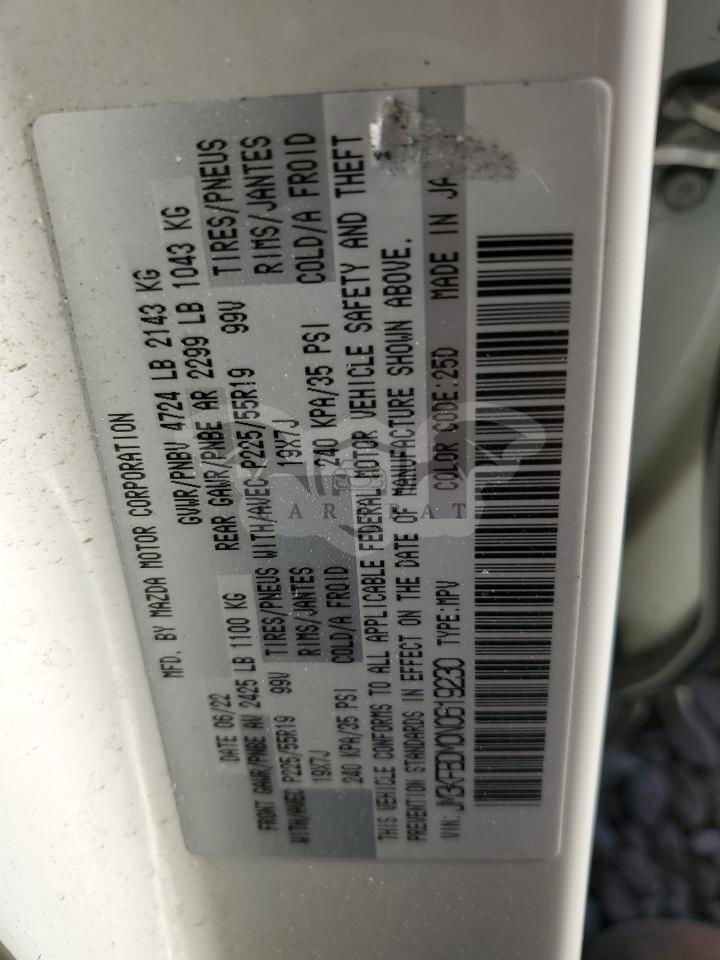 MFD. BY MAZDA MOTOR CORPORATION
DATE 06/22 GVWR/PNBV 4724 LB 2143 KG
FRONT GAWR/PNBE AV 2425 LB 1100 KG REAR GAWR/PNBE AR 2299 LB 1043 KG
WITH/AVEC P225/55R19 99V TIRES/PNEUS WITH/AVEC P225/55R19 99V TIRES/PNEUS
19X7J RIMS/JANTES 19X7J RIMS/JANTES
240 KPA/35 PSI COLD/A FROID 240 KPA/35 PSI COLD/A FROID
THIS VEHICLE CONFORMS TO ALL APPLICABLE FEDERAL MOTOR VEHICLE SAFETY AND THEFT
PREVENTION STANDARDS IN EFFECT ON THE DATE OF MANUFACTURE SHOWN ABOVE.
VIN: JM3KFBDM0N0619230 TYPE:MPV COLOR CODE:25D MADE IN JA